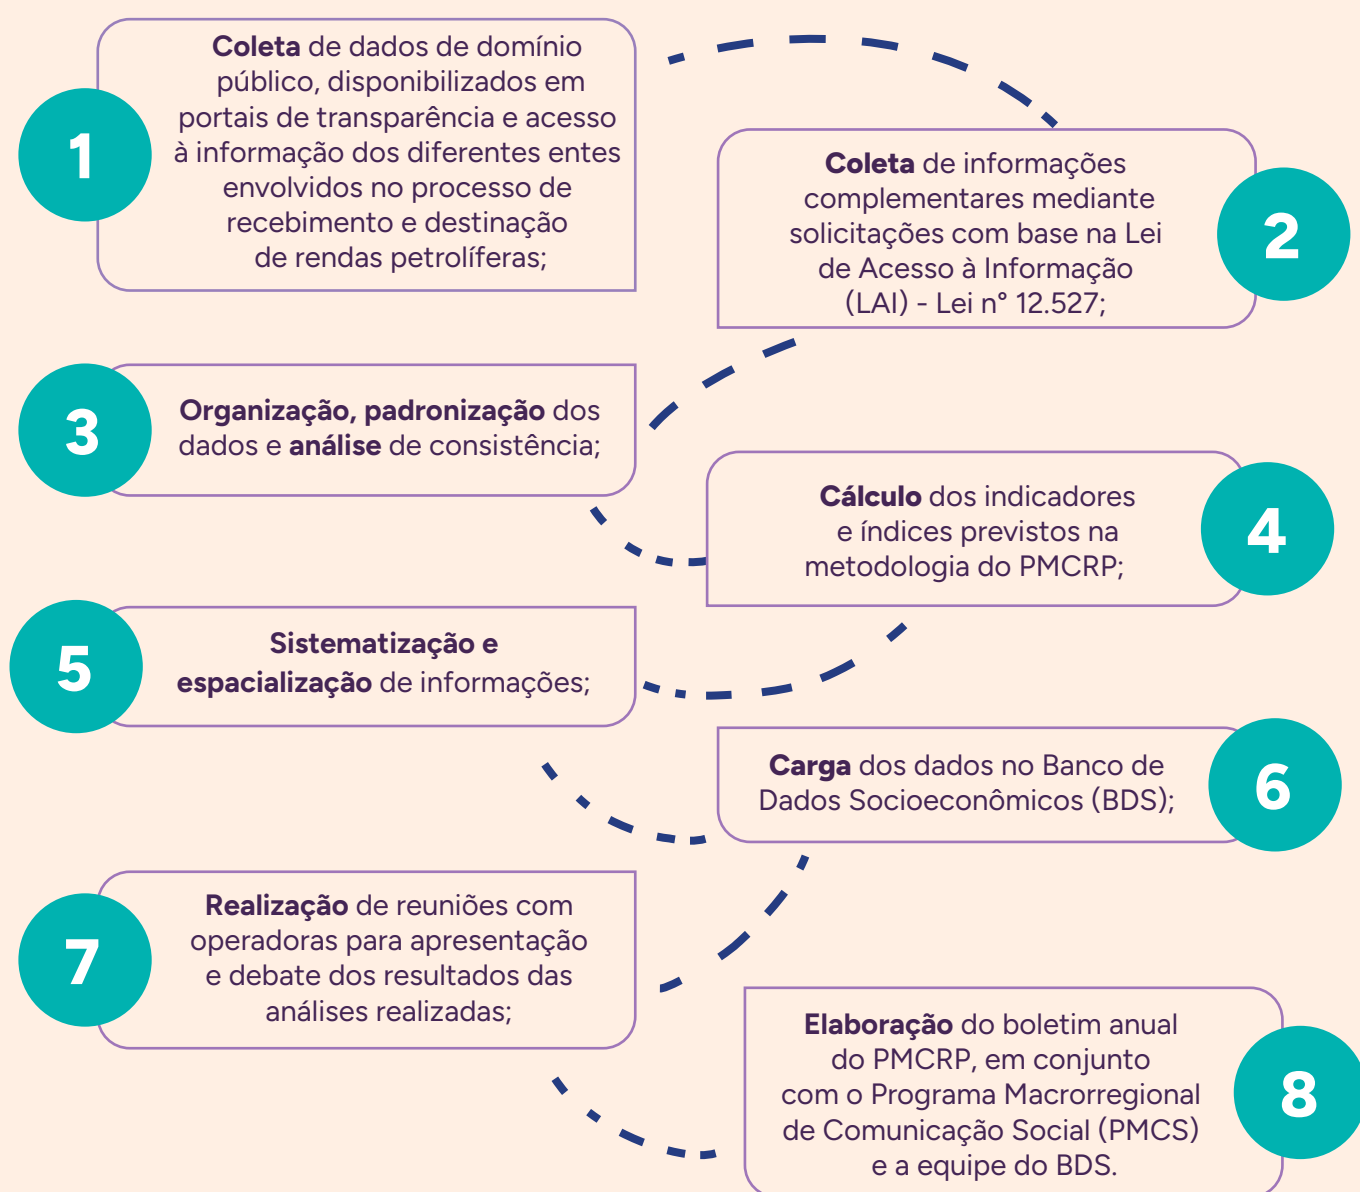 1
Coleta de dados de domínio
público, disponibilizados em
portais de transparência e acesso
à informação dos diferentes entes
envolvidos no processo de
recebimento e destinação
de rendas petrolíferas;
2
Coleta de informações
complementares mediante
solicitações com base na Lei
de Acesso à Informação
(LAI) - Lei n° 12.527;
3
Organização, padronização dos
dados e análise de consistência;
4
Cálculo dos indicadores
e índices previstos na
metodologia do PMCRP;
5
Sistematização e
espacialização de informações;
6
Carga dos dados no Banco de
Dados Socioeconômicos (BDS);
7
Realização de reuniões com
operadoras para apresentação
e debate dos resultados das
análises realizadas;
8
Elaboração do boletim anual
do PMCRP, em conjunto
com o Programa Macrorregional
de Comunicação Social (PMCS)
e a equipe do BDS.